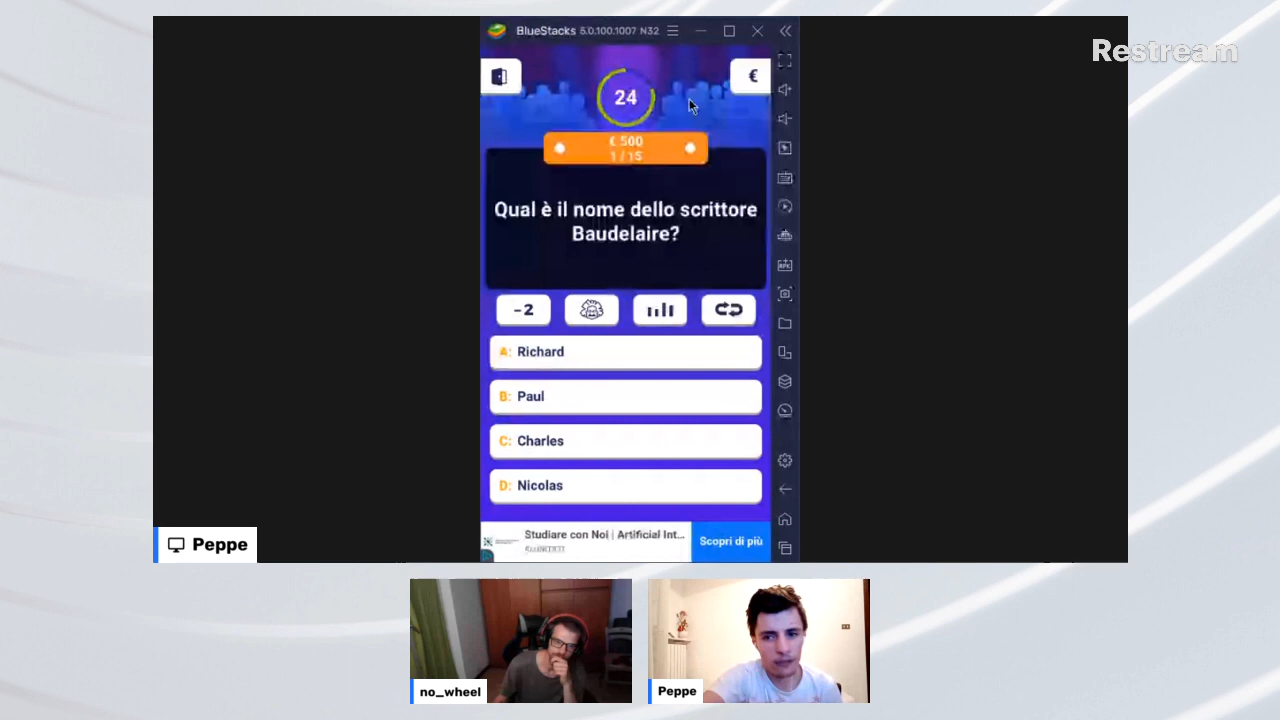 BlueStacks 5.0.100.1007 N32
Restream
€
24
€ 500
1 / 15
Qual è il nome dello scrittore
Baudelaire?
-2
A: Richard
B: Paul
C: Charles
D: Nicolas
Studiare con Noi | Artificial Int...
Scopri di più
Peppe
no_wheel
Peppe